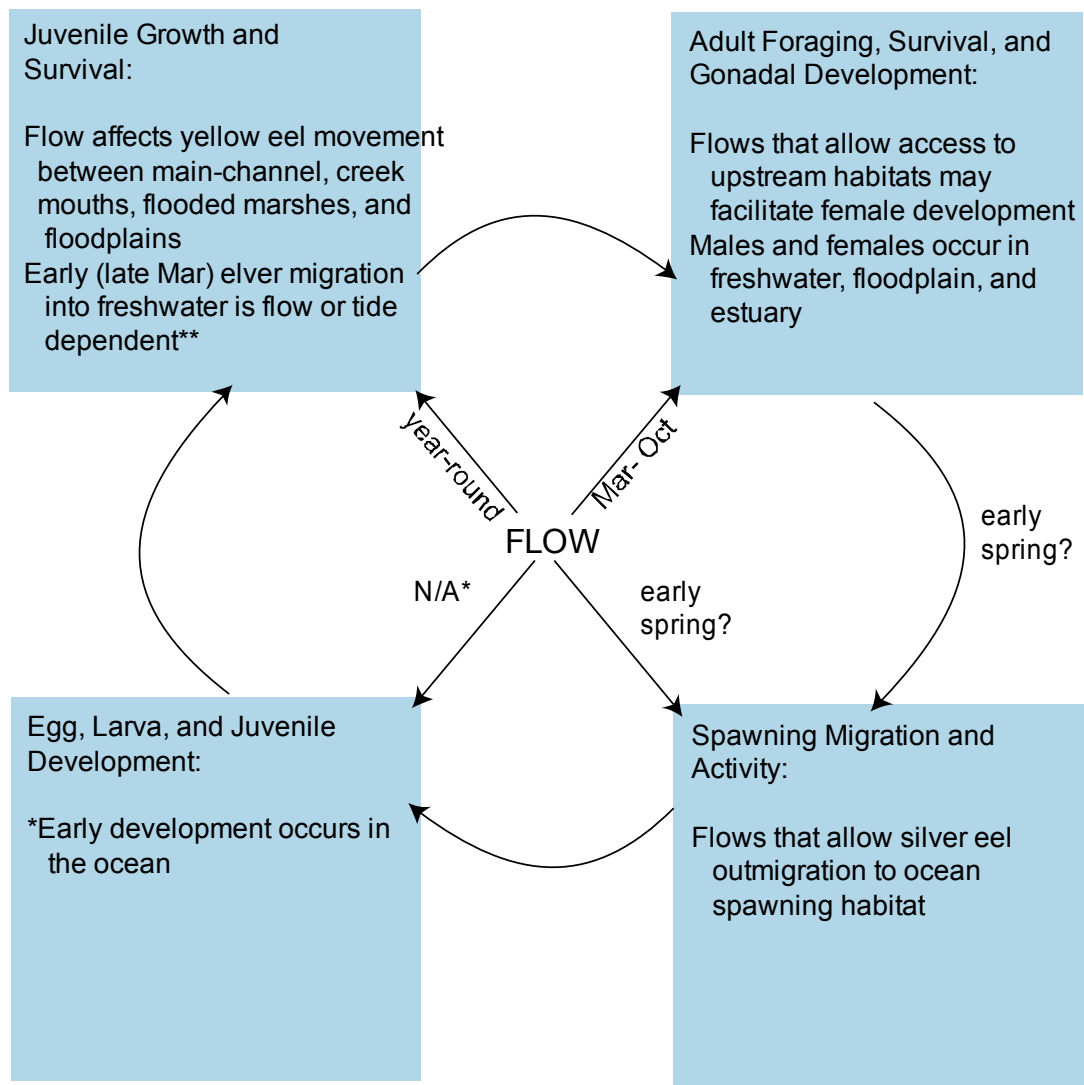 Juvenile Growth and
Survival:
Flow affects yellow eel movement
between main-channel, creek
mouths, flooded marshes, and
floodplains
Early (late Mar) elver migration
into freshwater is flow or tide
dependent**
Adult Foraging, Survival, and
Gonadal Development:
Flows that allow access to
upstream habitats may
facilitate female development
Males and females occur in
freshwater, floodplain, and
estuary
year-round
Mar- Oct
FLOW
early
spring?
N/A*
early
spring?
Egg, Larva, and Juvenile
Development:
*Early development occurs in
the ocean
Spawning Migration and
Activity:
Flows that allow silver eel
outmigration to ocean
spawning habitat